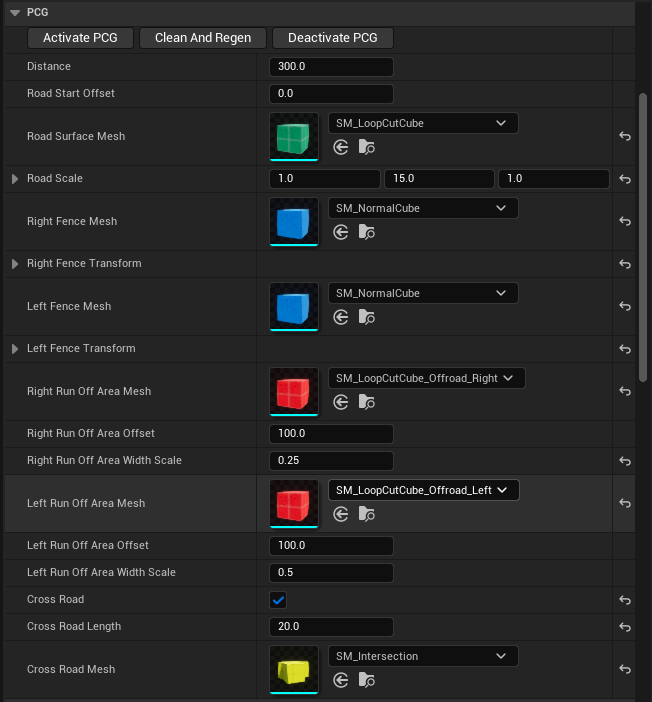 PCG
Activate PCG Clean And Regen Deactivate PCG
Distance 300.0
Road Start Offset 0.0
Road Surface Mesh SM_LoopCutCube
Road Scale 1.0 15.0 1.0
Right Fence Mesh SM_NormalCube
Right Fence Transform
Left Fence Mesh SM_NormalCube
Left Fence Transform
Right Run Off Area Mesh SM_LoopCutCube_Offroad_Right
Right Run Off Area Offset 100.0
Right Run Off Area Width Scale 0.25
Left Run Off Area Mesh SM_LoopCutCube_Offroad_Left
Left Run Off Area Offset 100.0
Left Run Off Area Width Scale 0.5
Cross Road
Cross Road Length 20.0
Cross Road Mesh SM_Intersection